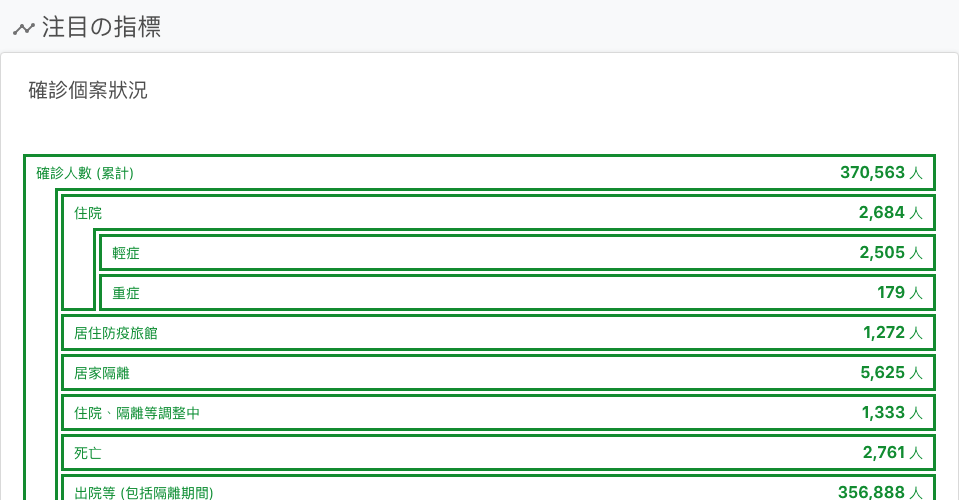 注目の指標
確診個案狀況
確診人數 (累計) 370,563 人
住院 2,684 人
輕症 2,505 人
重症 179 人
居住防疫旅館 1,272 人
居家隔離 5,625 人
住院、隔離等調整中 1,333 人
死亡 2,761 人
出院等 (包括隔離期間) 356,888 人